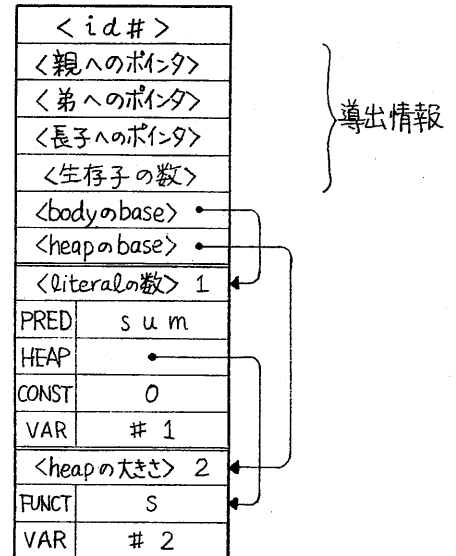 <id#>
<親へのポインタ>
<弟へのポインタ>
<長子へのポインタ>
<生存子の数>
導出情報
<bodyのbase>
<heapのbase>
<literalの数> 1
PRED sum
HEAP
CONST 0
VAR #1
<heapの大きさ> 2
FUNCT S
VAR #2